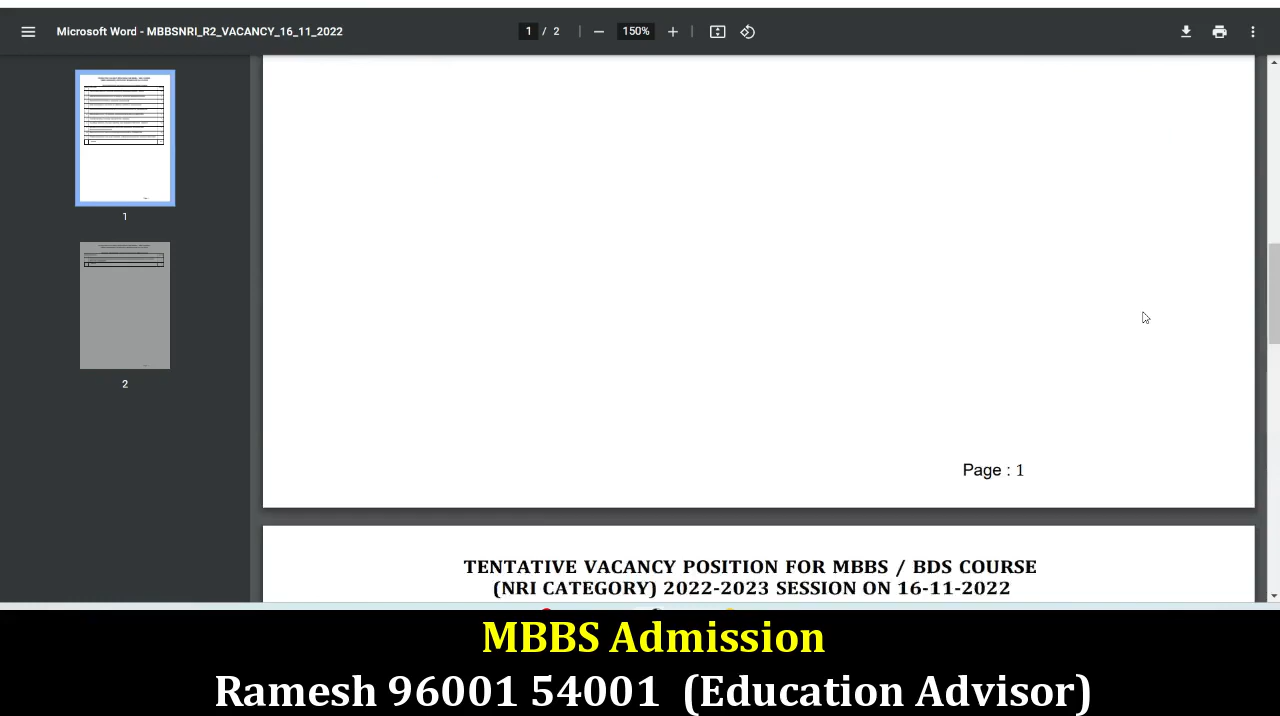 Microsoft Word - MBBSNRI_R2_VACANCY_16_11_2022
1 / 2
150%
1
2
Page : 1
TENTATIVE VACANCY POSITION FOR MBBS / BDS COURSE
(NRI CATEGORY) 2022-2023 SESSION ON 16-11-2022
MBBS Admission
Ramesh 96001 54001 (Education Advisor)